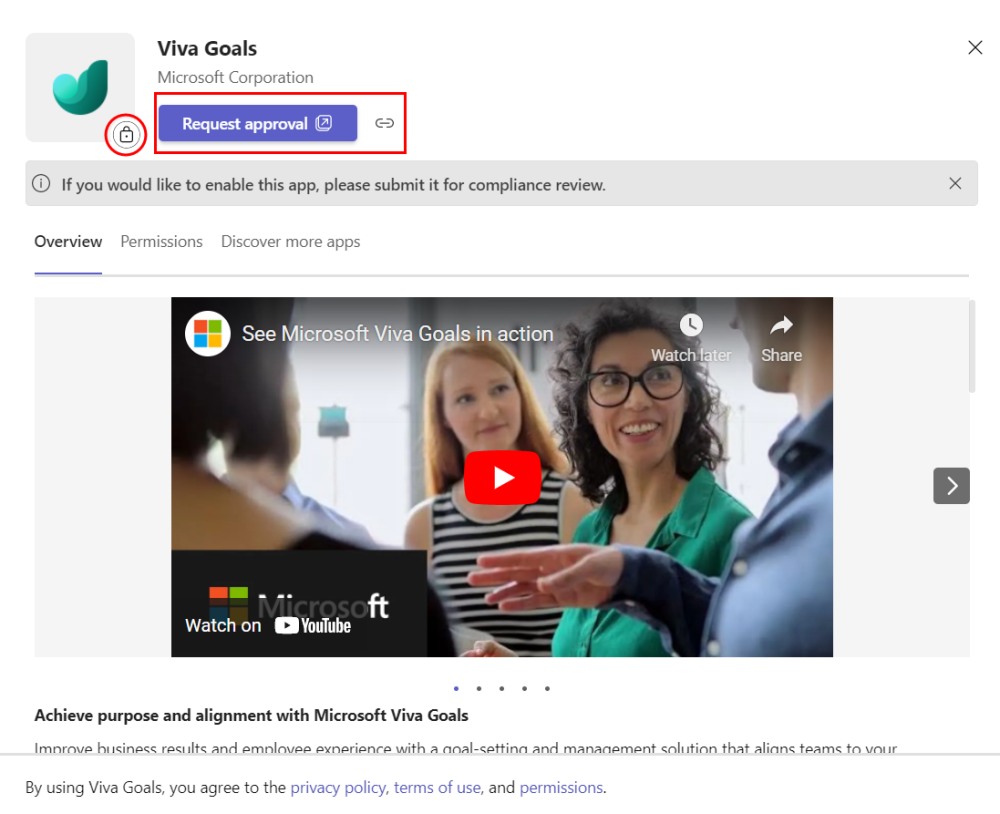 Viva Goals
Microsoft Corporation
Request approval
If you would like to enable this app, please submit it for compliance review.
Overview Permissions Discover more apps
See Microsoft Viva Goals in action
Watch later Share
Microsoft
Watch on YouTube
Achieve purpose and alignment with Microsoft Viva Goals
Improve business results and employee experience with a goal-setting and management solution that aligns teams to your
By using Viva Goals, you agree to the privacy policy, terms of use, and permissions.